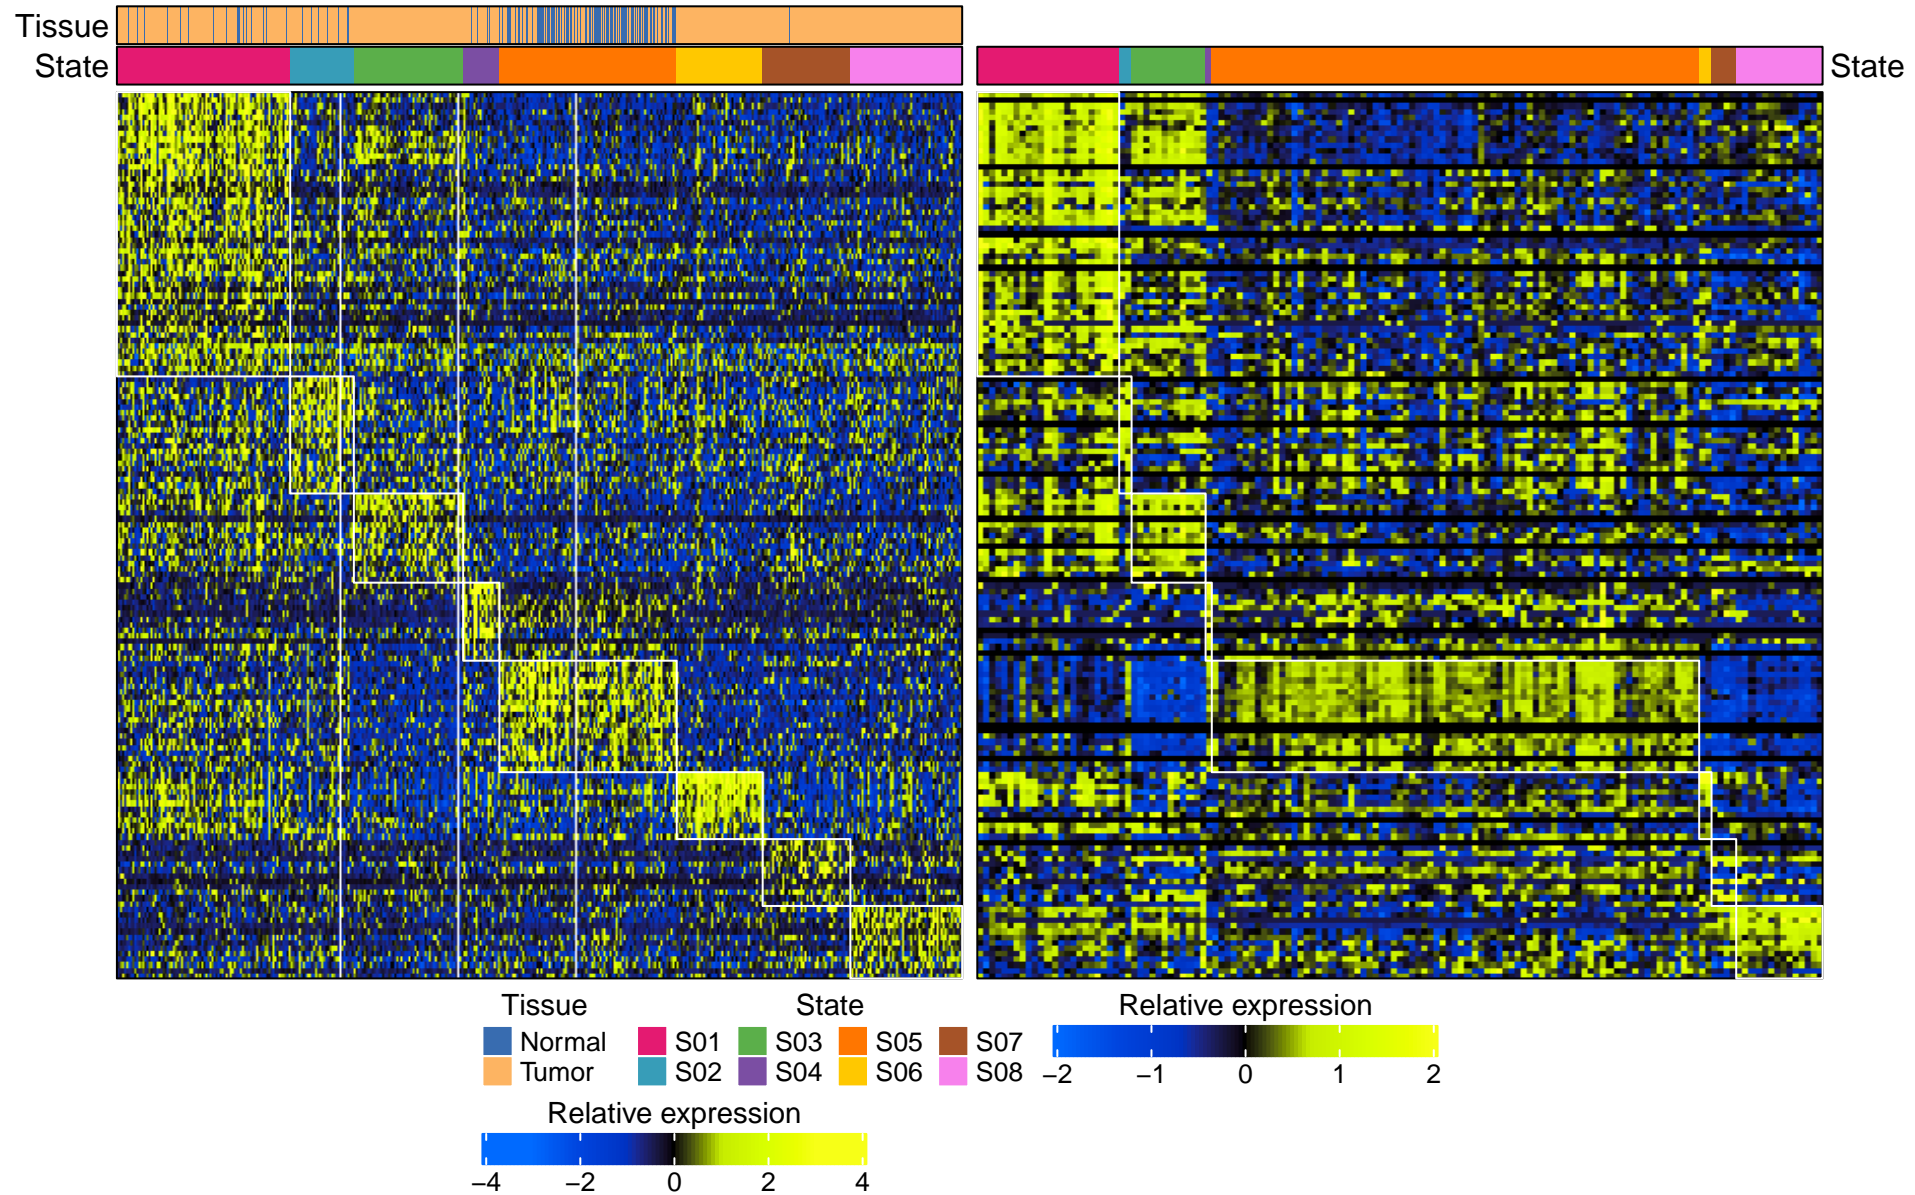 Tissue
State
State
Tissue State Relative expression
Normal S01 S03 S05 S07
Tumor S02 S04 S06 S08
−2 −1 0 1 2
Relative expression
−4 −2 0 2 4